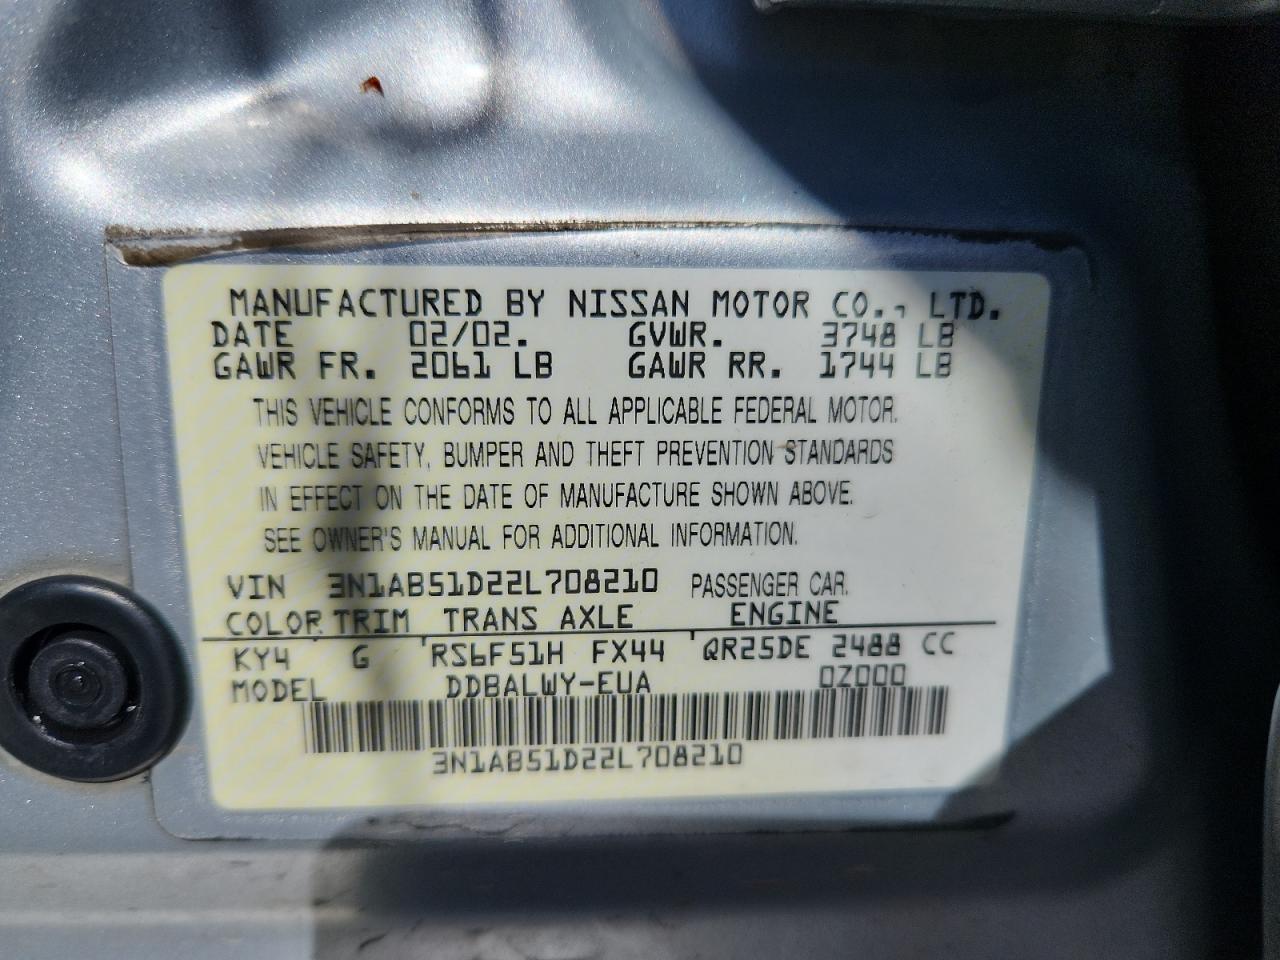 MANUFACTURED BY NISSAN MOTOR CO., LTD.
DATE 02/02. GVWR. 3748 LB
GAWR FR. 2061 LB GAWR RR. 1744 LB
THIS VEHICLE CONFORMS TO ALL APPLICABLE FEDERAL MOTOR.
VEHICLE SAFETY, BUMPER AND THEFT PREVENTION STANDARDS
IN EFFECT ON THE DATE OF MANUFACTURE SHOWN ABOVE.
SEE OWNER'S MANUAL FOR ADDITIONAL INFORMATION.
VIN 3N1AB51D22L708210 PASSENGER CAR.
COLOR TRIM TRANS AXLE ENGINE
KY4 G RS6F51H FX44 QR25DE 2488 CC
MODEL DDBALWY-EUA 0Z000
3N1AB51D22L708210